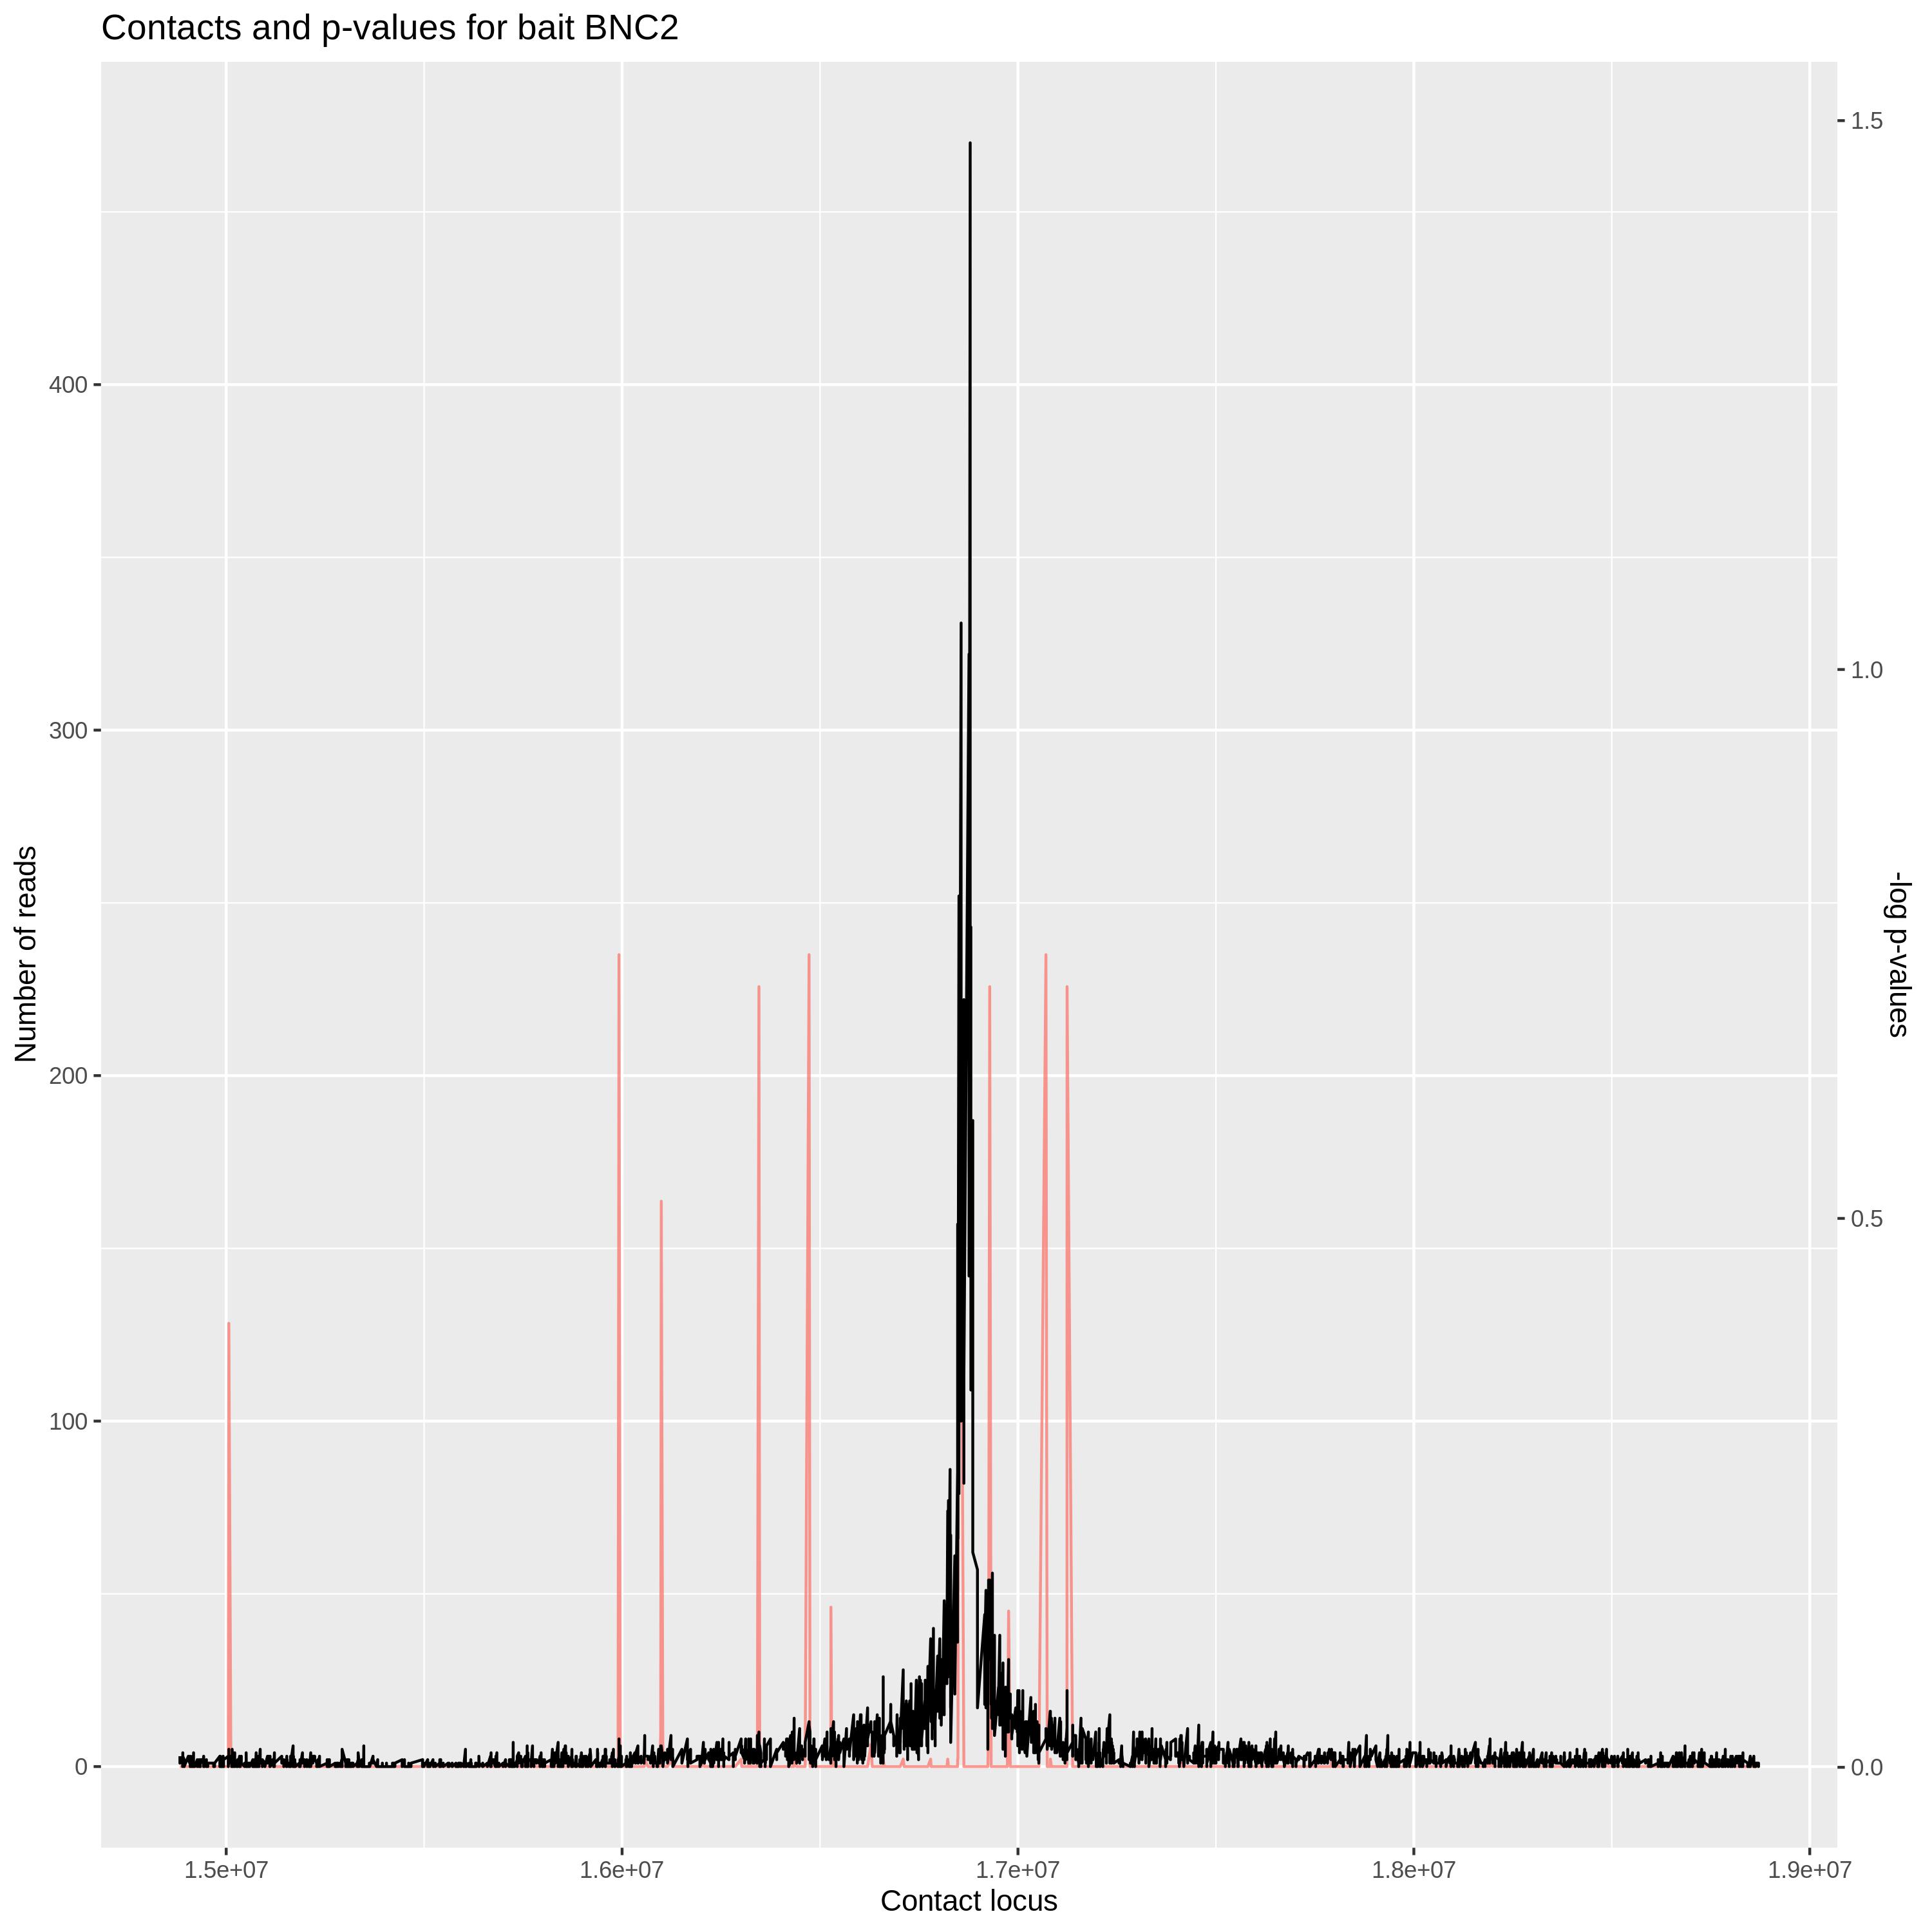 Contacts and p-values for bait BNC2
1.5
400
1.0
300
Number of reads
-log p-values
200
0.5
100
0
0.0
1.5e+07
1.6e+07
1.7e+07
1.8e+07
1.9e+07
Contact locus